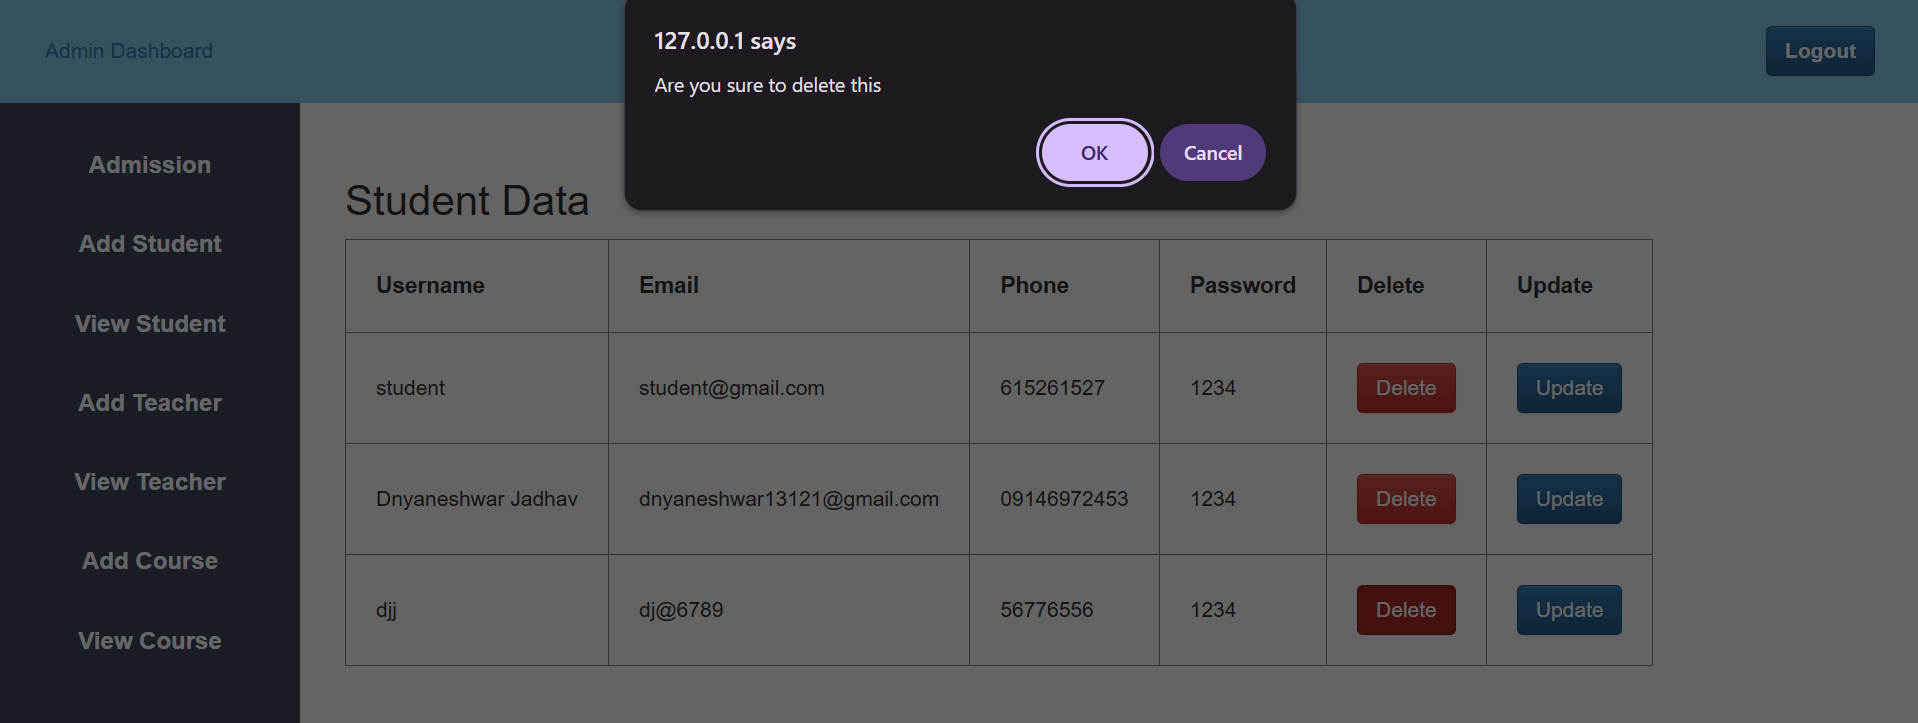 Admin Dashboard
127.0.0.1 says
Are you sure to delete this
OK Cancel
Logout
Admission
Add Student
View Student
Add Teacher
View Teacher
Add Course
View Course
Student Data
Username Email Phone Password Delete Update
student student@gmail.com 615261527 1234 Delete Update
Dnyaneshwar Jadhav dnyaneshwar13121@gmail.com 09146972453 1234 Delete Update
djj dj@6789 56776556 1234 Delete Update